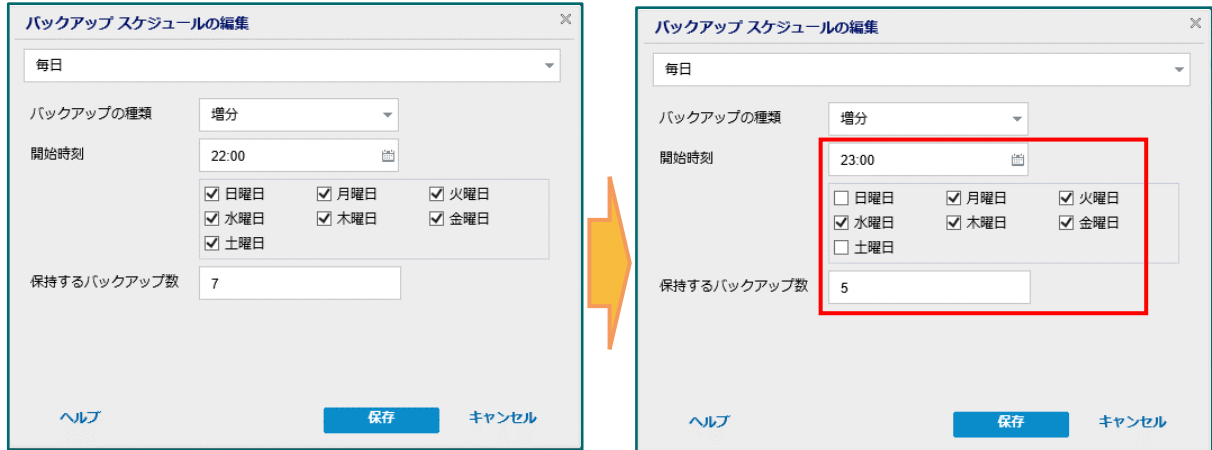 バックアップ スケジュールの編集
毎日
バックアップの種類 増分
開始時刻 22:00
日曜日 月曜日 火曜日
水曜日 木曜日 金曜日
土曜日
保持するバックアップ数 7
ヘルプ 保存 キャンセル
バックアップ スケジュールの編集
毎日
バックアップの種類 増分
開始時刻 23:00
日曜日 月曜日 火曜日
水曜日 木曜日 金曜日
土曜日
保持するバックアップ数 5
ヘルプ 保存 キャンセル